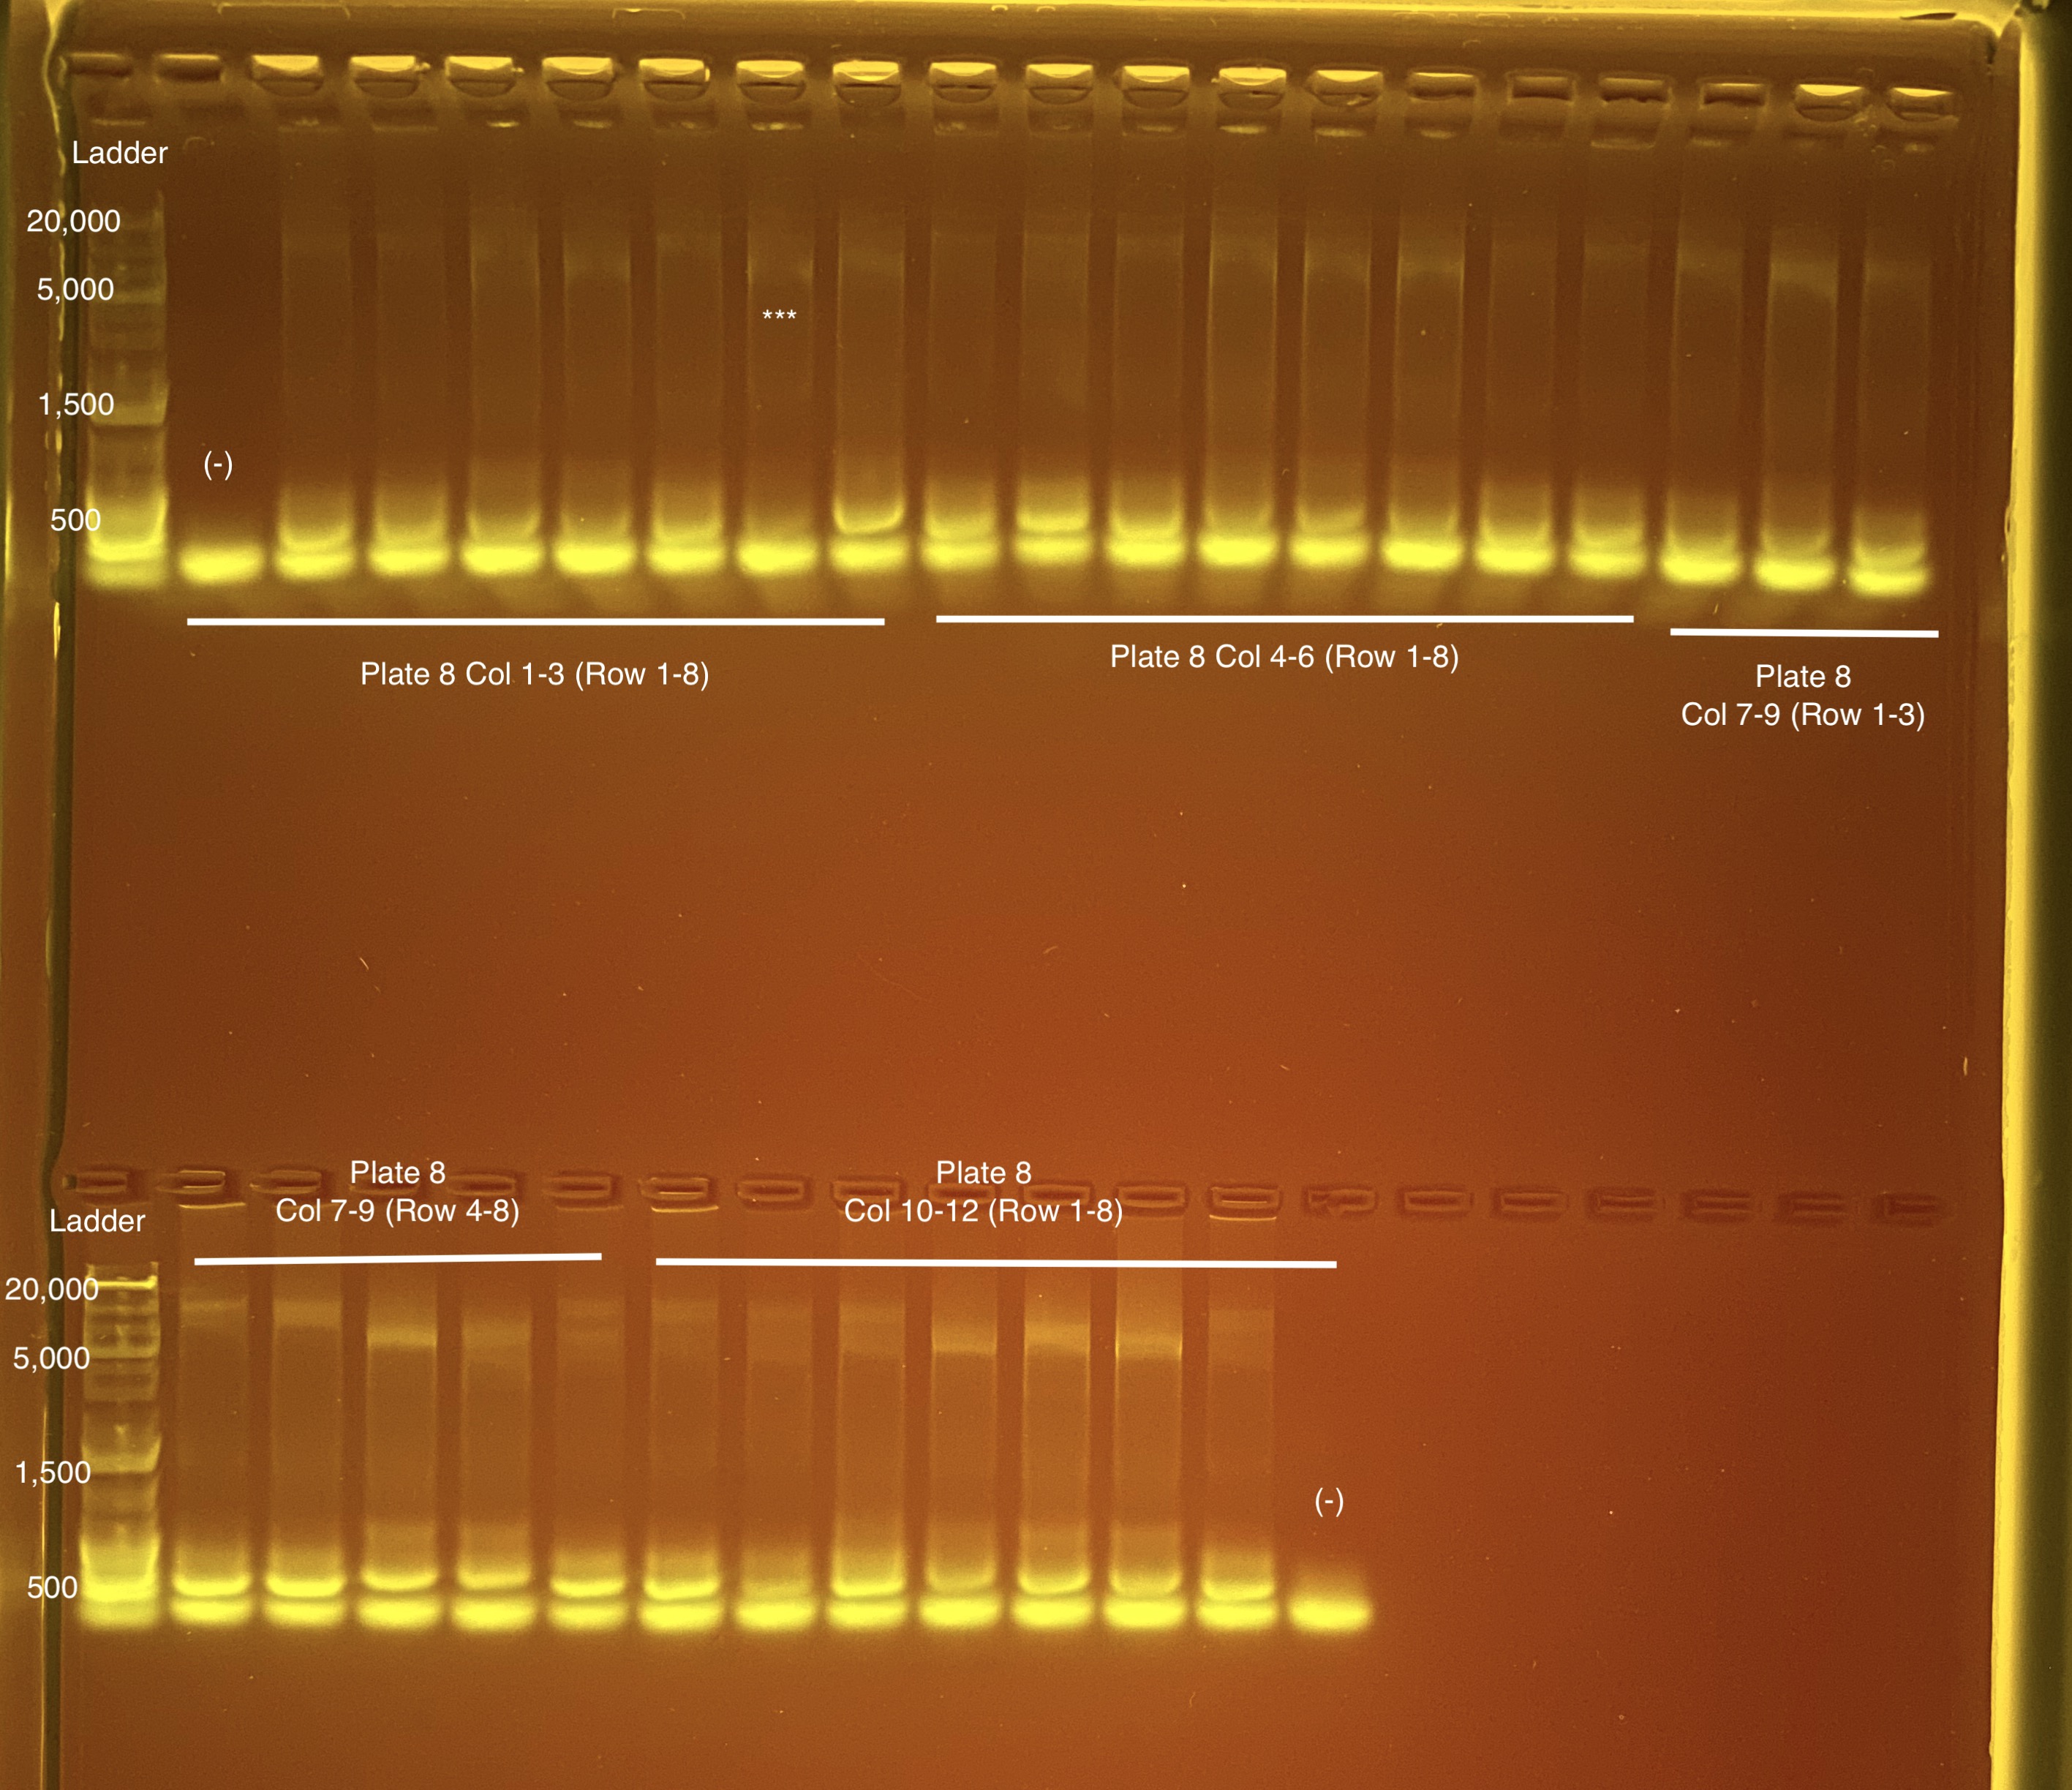 Ladder
20,000
5,000
***
1,500
(-)
500
Plate 8 Col 1-3 (Row 1-8)
Plate 8 Col 4-6 (Row 1-8)
Plate 8
Col 7-9 (Row 1-3)
Plate 8
Col 7-9 (Row 4-8)
Plate 8
Col 10-12 (Row 1-8)
Ladder
20,000
5,000
1,500
(-)
500